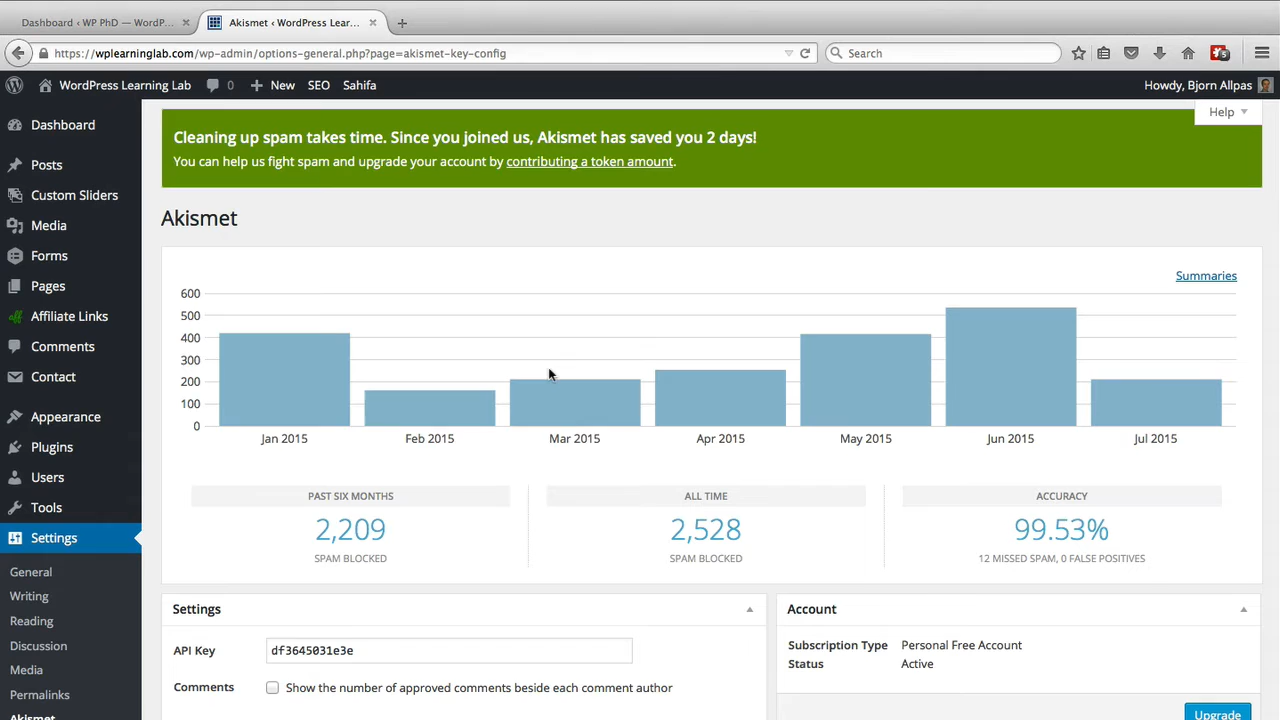 Dashboard ‹ WP PhD — WordP...
Akismet ‹ WordPress Lear...
https://wplearninglab.com/wp-admin/options-general.php?page=akismet-key-config
Search
5
WordPress Learning Lab
0
New
SEO
Sahifa
Howdy, Bjorn Allpas
Help
Dashboard
Posts
Custom Sliders
Media
Forms
Pages
Affiliate Links
Comments
Contact
Appearance
Plugins
Users
Tools
Settings
General
Writing
Reading
Discussion
Media
Permalinks
Akismet
Cleaning up spam takes time. Since you joined us, Akismet has saved you 2 days!
You can help us fight spam and upgrade your account by contributing a token amount.
Akismet
Summaries
600
500
400
300
200
100
0
Jan 2015
Feb 2015
Mar 2015
Apr 2015
May 2015
Jun 2015
Jul 2015
PAST SIX MONTHS
2,209
SPAM BLOCKED
ALL TIME
2,528
SPAM BLOCKED
ACCURACY
99.53%
12 MISSED SPAM, 0 FALSE POSITIVES
Settings
API Key
df3645031e3e
Comments
Show the number of approved comments beside each comment author
Account
Subscription Type
Personal Free Account
Status
Active
Upgrade